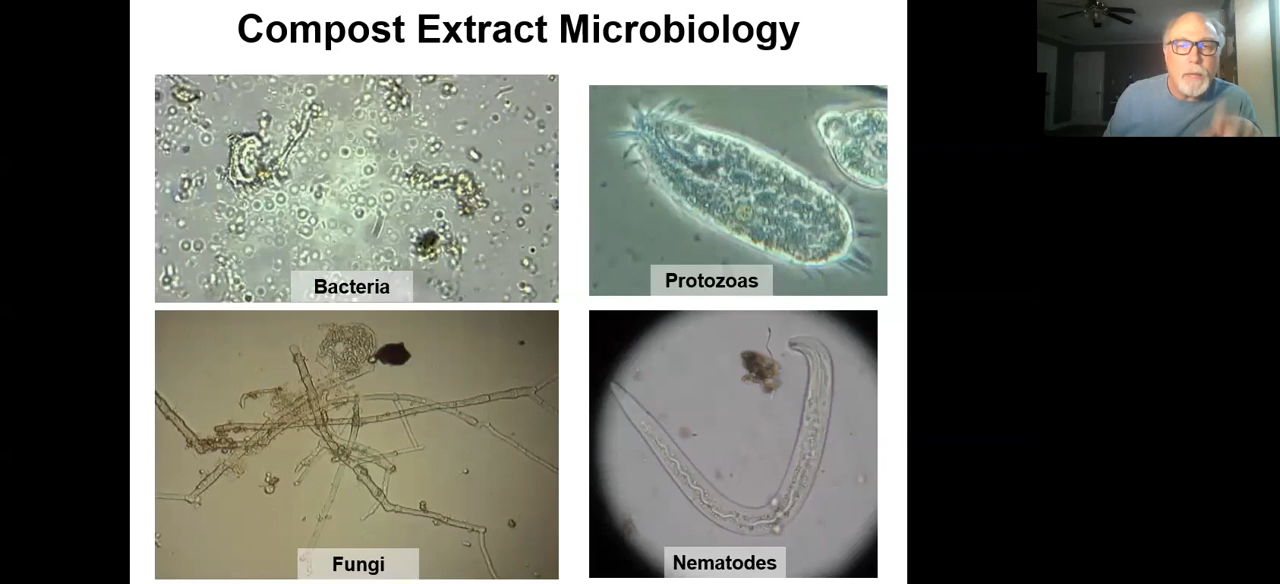 Compost Extract Microbiology
Bacteria
Protozoas
Fungi
Nematodes